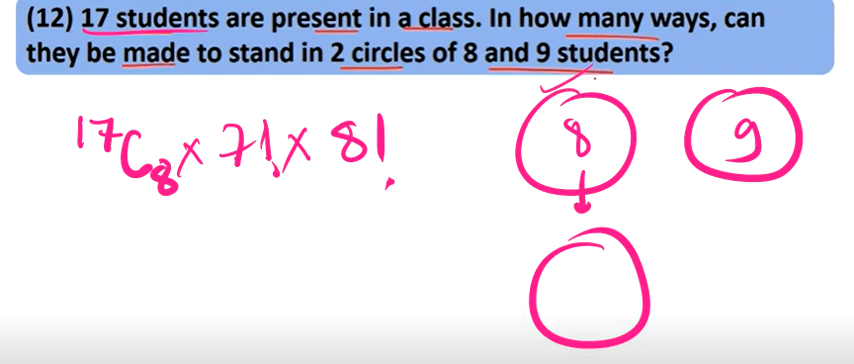 (12) 17 students are present in a class. In how many ways, can
they be made to stand in 2 circles of 8 and 9 students?
¹⁷C₈ × 7! × 8!
8
9